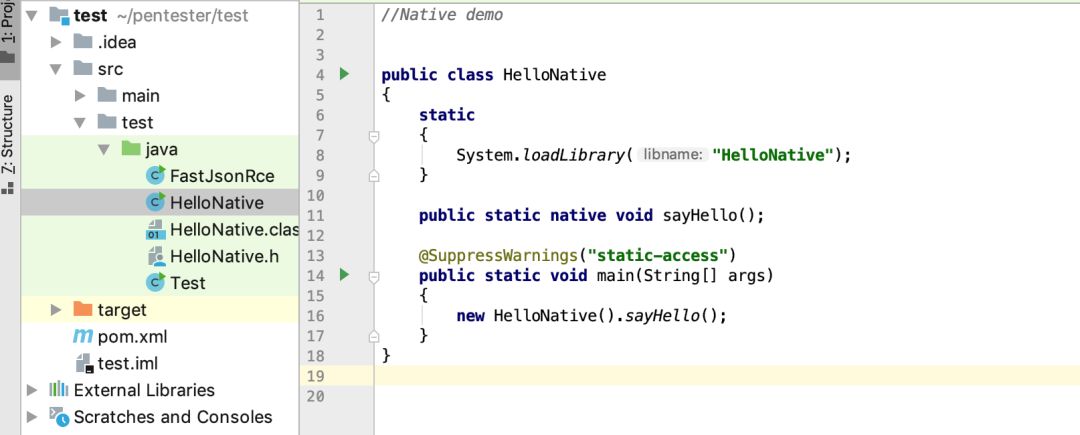 1: Proj
Z: Structure
test ~/pentester/test
.idea
src
main
test
java
FastJsonRce
HelloNative
HelloNative.clas
HelloNative.h
Test
target
pom.xml
test.iml
External Libraries
Scratches and Consoles
1 //Native demo
2
3
4 public class HelloNative
5 {
6 static
7 {
8 System.loadLibrary( libname: "HelloNative");
9 }
10
11 public static native void sayHello();
12
13 @SuppressWarnings("static-access")
14 public static void main(String[] args)
15 {
16 new HelloNative().sayHello();
17 }
18 }
19
20